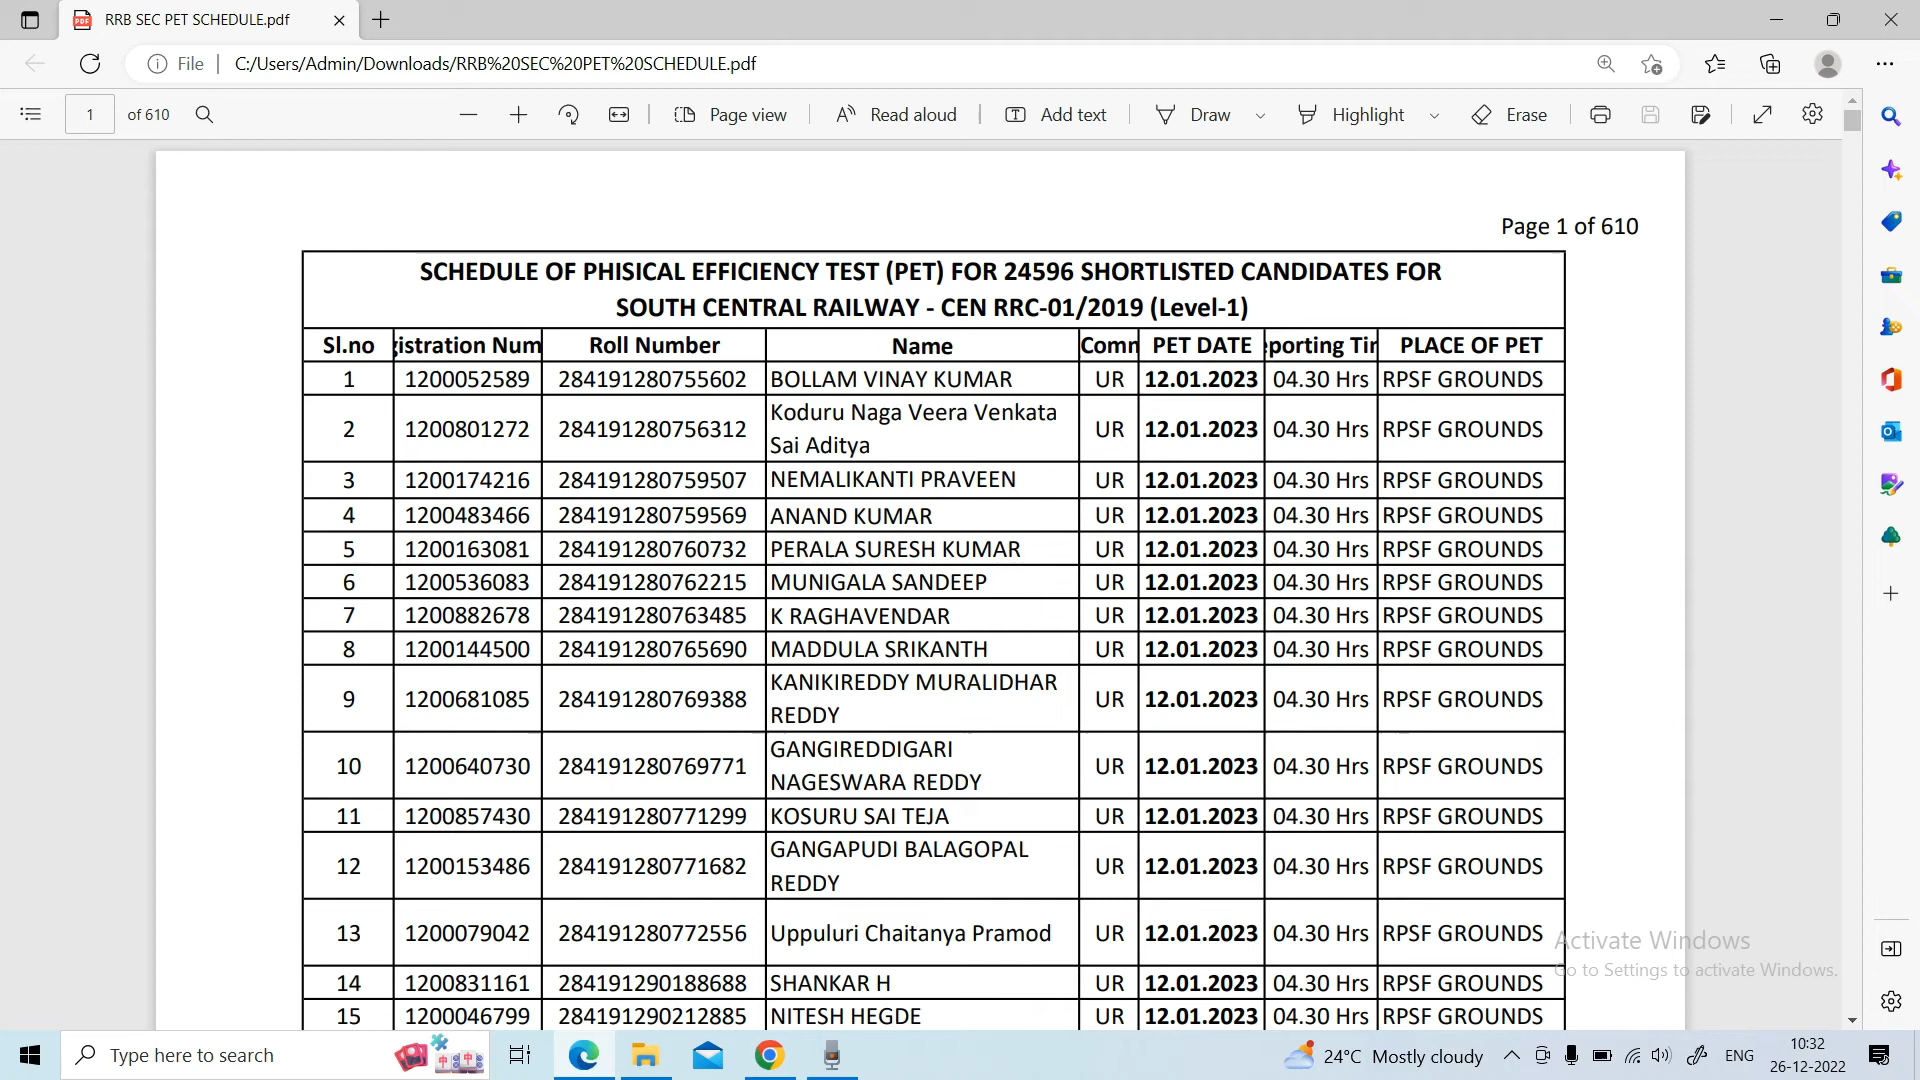 RRB SEC PET SCHEDULE.pdf
File
C:/Users/Admin/Downloads/RRB%20SEC%20PET%20SCHEDULE.pdf
1 of 610 Page view Read aloud Add text Draw Highlight Erase
Page 1 of 610
SCHEDULE OF PHISICAL EFFICIENCY TEST (PET) FOR 24596 SHORTLISTED CANDIDATES FOR
SOUTH CENTRAL RAILWAY - CEN RRC-01/2019 (Level-1)
Sl.no gistration Num Roll Number Name Comn PET DATE porting Tir PLACE OF PET
1 1200052589 284191280755602 BOLLAM VINAY KUMAR UR 12.01.2023 04.30 Hrs RPSF GROUNDS
2 1200801272 284191280756312 Koduru Naga Veera Venkata
Sai Aditya UR 12.01.2023 04.30 Hrs RPSF GROUNDS
3 1200174216 284191280759507 NEMALIKANTI PRAVEEN UR 12.01.2023 04.30 Hrs RPSF GROUNDS
4 1200483466 284191280759569 ANAND KUMAR UR 12.01.2023 04.30 Hrs RPSF GROUNDS
5 1200163081 284191280760732 PERALA SURESH KUMAR UR 12.01.2023 04.30 Hrs RPSF GROUNDS
6 1200536083 284191280762215 MUNIGALA SANDEEP UR 12.01.2023 04.30 Hrs RPSF GROUNDS
7 1200882678 284191280763485 K RAGHAVENDAR UR 12.01.2023 04.30 Hrs RPSF GROUNDS
8 1200144500 284191280765690 MADDULA SRIKANTH UR 12.01.2023 04.30 Hrs RPSF GROUNDS
9 1200681085 284191280769388 KANIKIREDDY MURALIDHAR
REDDY UR 12.01.2023 04.30 Hrs RPSF GROUNDS
10 1200640730 284191280769771 GANGIREDDIGARI
NAGESWARA REDDY UR 12.01.2023 04.30 Hrs RPSF GROUNDS
11 1200857430 284191280771299 KOSURU SAI TEJA UR 12.01.2023 04.30 Hrs RPSF GROUNDS
12 1200153486 284191280771682 GANGAPUDI BALAGOPAL
REDDY UR 12.01.2023 04.30 Hrs RPSF GROUNDS
13 1200079042 284191280772556 Uppuluri Chaitanya Pramod UR 12.01.2023 04.30 Hrs RPSF GROUNDS
14 1200831161 284191290188688 SHANKAR H UR 12.01.2023 04.30 Hrs RPSF GROUNDS
15 1200046799 284191290212885 NITESH HEGDE UR 12.01.2023 04.30 Hrs RPSF GROUNDS
Activate Windows
Go to Settings to activate Windows.
Type here to search
24°C Mostly cloudy
ENG
10:32
26-12-2022